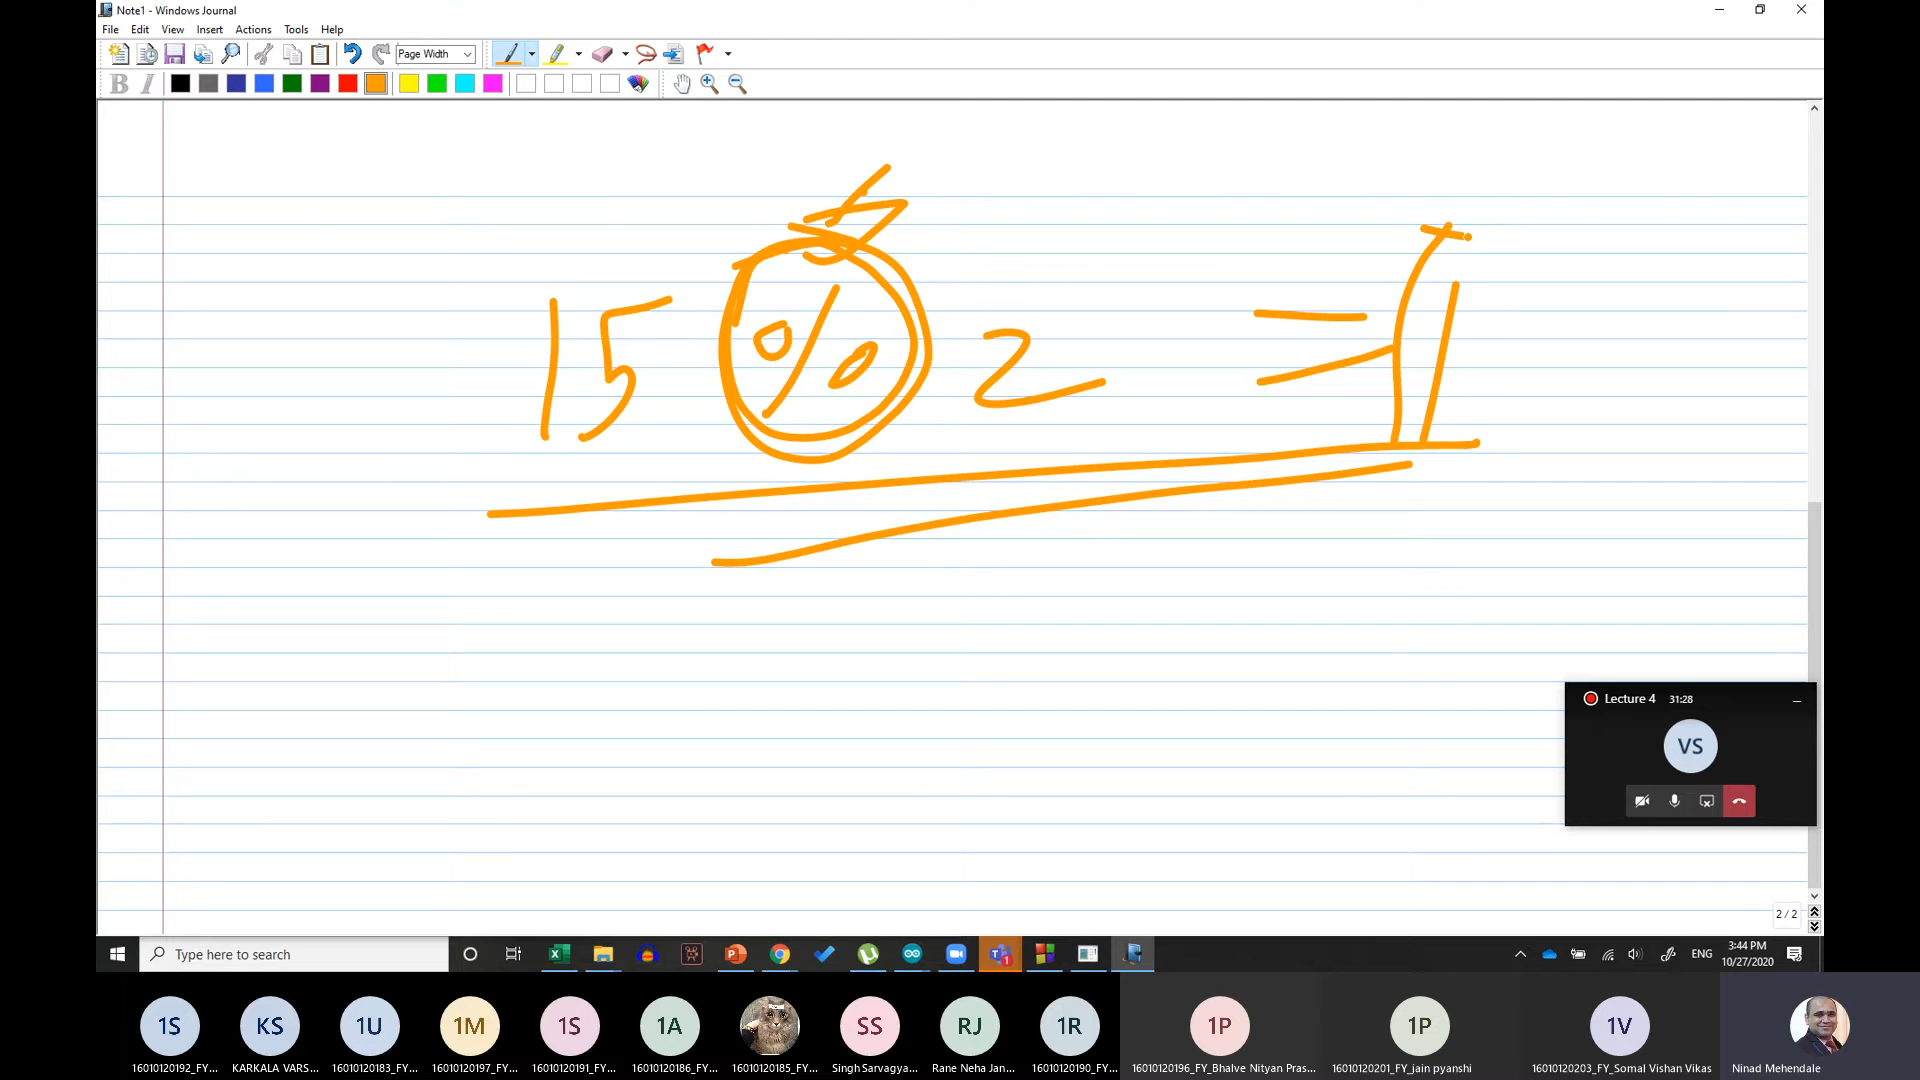 Note1 - Windows Journal
File Edit View Insert Actions Tools Help
Page Width
B I
15 % 2 = 1
Lecture 4 31:28
VS
2 / 2
Type here to search
ENG
3:44 PM
10/27/2020
1S KS 1U 1M 1S 1A SS RJ 1R 1P 1P 1V
16010120192_FY... KARKALA VARS... 16010120183_FY... 16010120197_FY... 16010120191_FY... 16010120186_FY... 16010120185_FY... Singh Sarvagya... Rane Neha Jan... 16010120190_FY... 16010120196_FY_Bhalve Nityan Pras... 16010120201_FY_jain pyanshi 16010120203_FY_Somal Vishan Vikas Ninad Mehendale